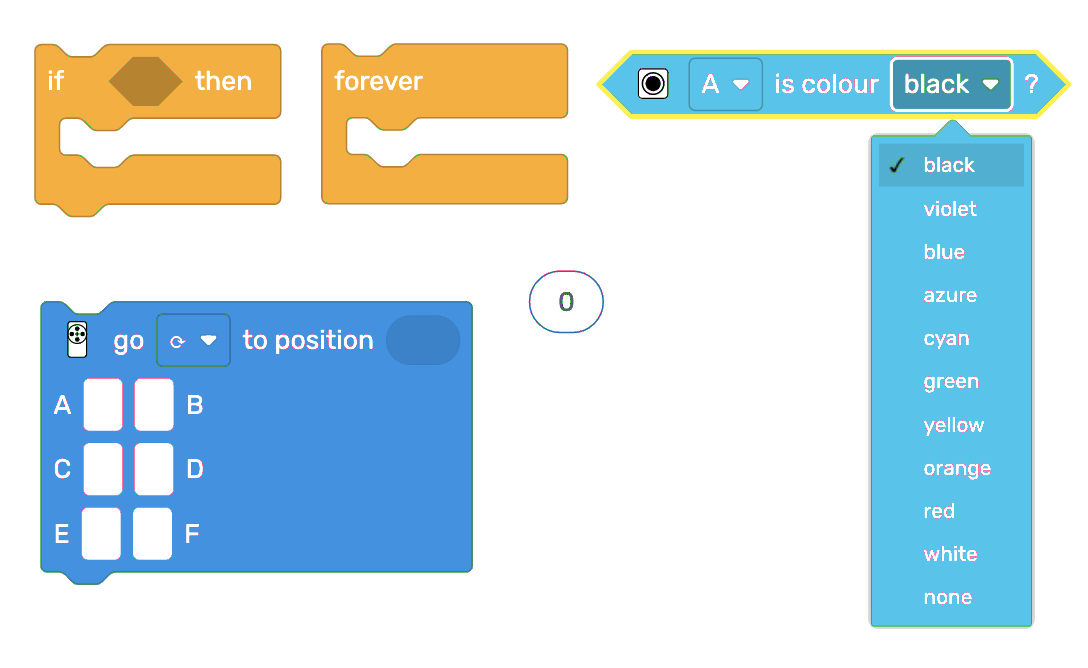 if then
forever
A is colour black ?
black
violet
blue
azure
cyan
green
yellow
orange
red
white
none
0
go to position
A B
C D
E F